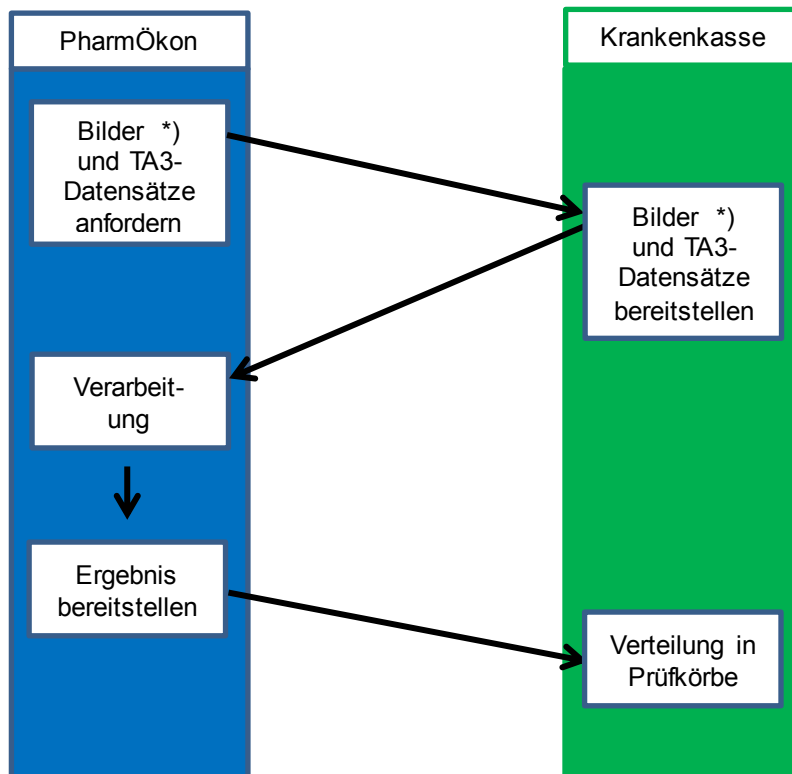 PharmÖkon
Krankenkasse
Bilder *)
und TA3-
Datensätze
anfordern
Bilder *)
und TA3-
Datensätze
bereitstellen
Verarbeit-
ung
Ergebnis
bereitstellen
Verteilung in
Prüfkörbe